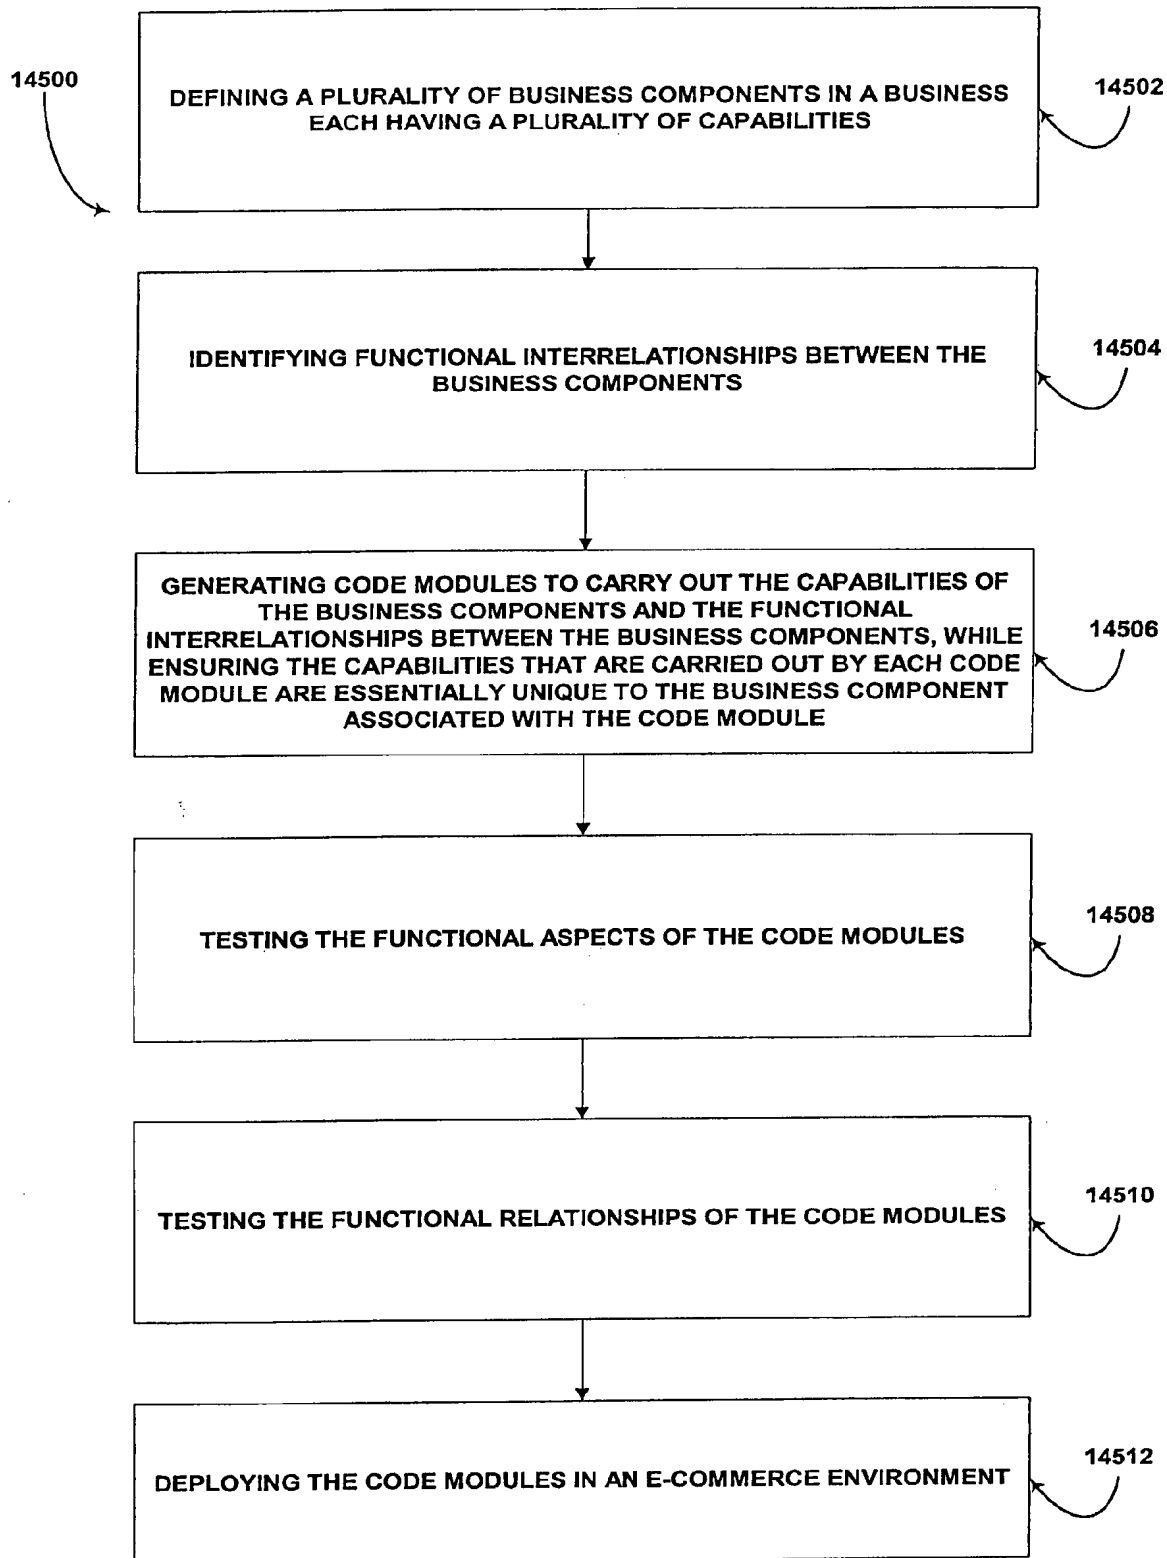 14500
DEFINING A PLURALITY OF BUSINESS COMPONENTS IN A BUSINESS
EACH HAVING A PLURALITY OF CAPABILITIES
14502
IDENTIFYING FUNCTIONAL INTERRELATIONSHIPS BETWEEN THE
BUSINESS COMPONENTS
14504
GENERATING CODE MODULES TO CARRY OUT THE CAPABILITIES OF
THE BUSINESS COMPONENTS AND THE FUNCTIONAL
INTERRELATIONSHIPS BETWEEN THE BUSINESS COMPONENTS, WHILE
ENSURING THE CAPABILITIES THAT ARE CARRIED OUT BY EACH CODE
MODULE ARE ESSENTIALLY UNIQUE TO THE BUSINESS COMPONENT
ASSOCIATED WITH THE CODE MODULE
14506
TESTING THE FUNCTIONAL ASPECTS OF THE CODE MODULES
14508
TESTING THE FUNCTIONAL RELATIONSHIPS OF THE CODE MODULES
14510
DEPLOYING THE CODE MODULES IN AN E-COMMERCE ENVIRONMENT
14512